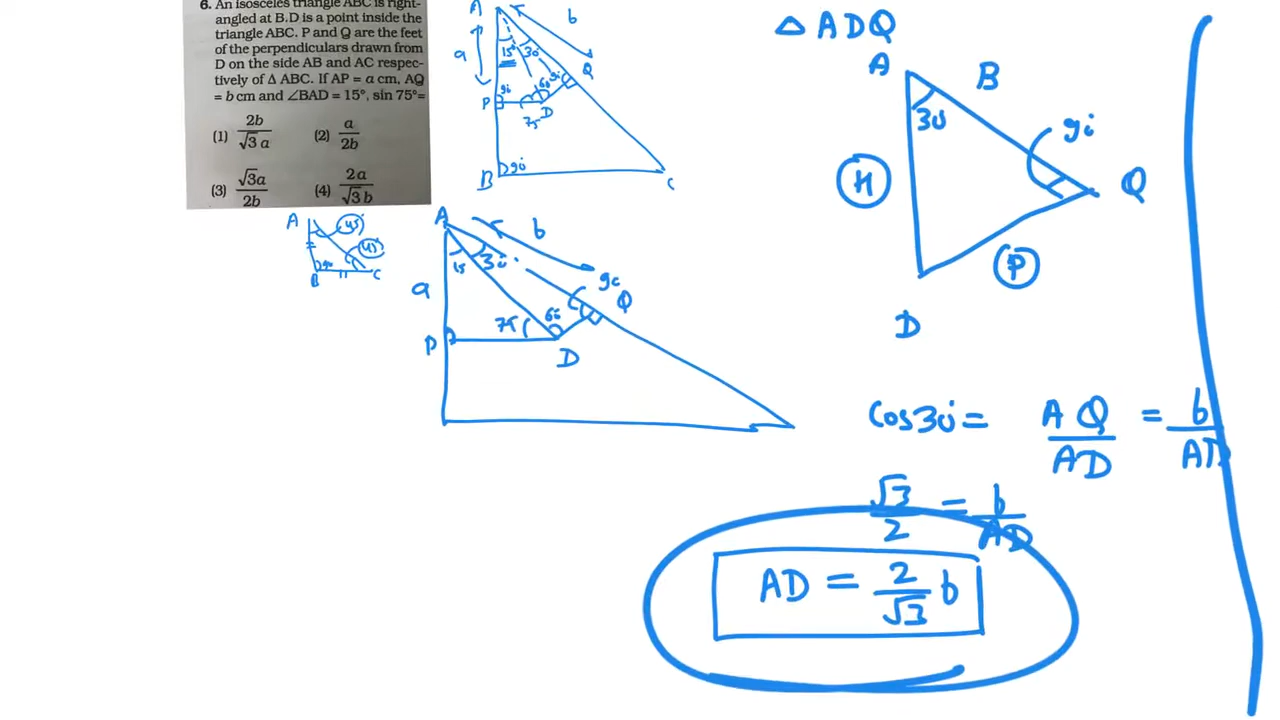 6. An isosceles triangle ABC is right-
angled at B.D is a point inside the
triangle ABC. P and Q are the feet
of the perpendiculars drawn from
D on the side AB and AC respec-
tively of Δ ABC. If AP = a cm, AQ
= b cm and ∠BAD = 15°, sin 75°=
(1) 2b/√3 a (2) a/2b
(3) √3a/2b (4) 2a/√3 b
A b
a 15° 30
Q
P 90 60 90
D
75
B 90 C
A 45°
45°
B 90 C
A b
15 30
a 90 Q
75 60
P D
Δ ADQ
A B
30 90
H Q
P
D
cos30° = AQ/AD = b/AD
√3/2 = b/AD
AD = 2/√3 b